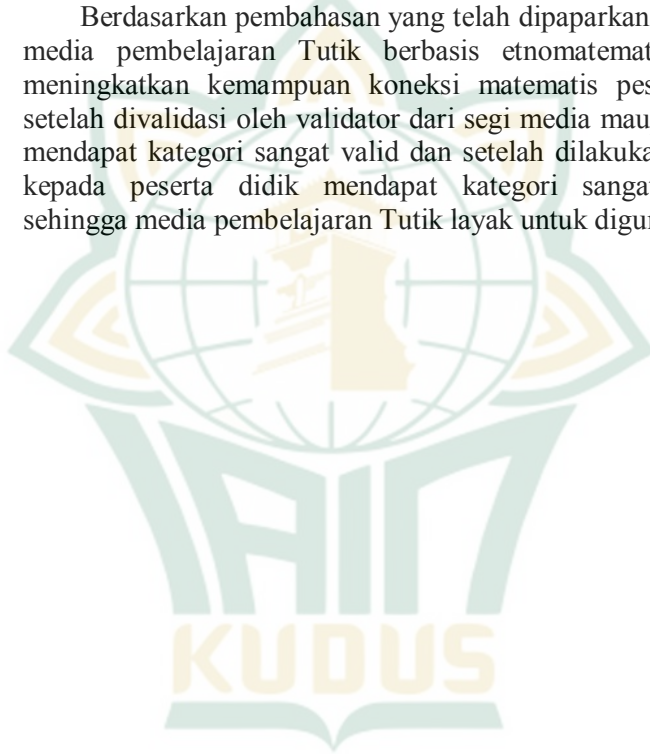 Berdasarkan pembahasan yang telah dipaparkan
media pembelajaran Tutik berbasis etnomatemat
meningkatkan kemampuan koneksi matematis pes
setelah divalidasi oleh validator dari segi media mau
mendapat kategori sangat valid dan setelah dilakuka
kepada peserta didik mendapat kategori sangat
sehingga media pembelajaran Tutik layak untuk digu
IAIN
KUDUS